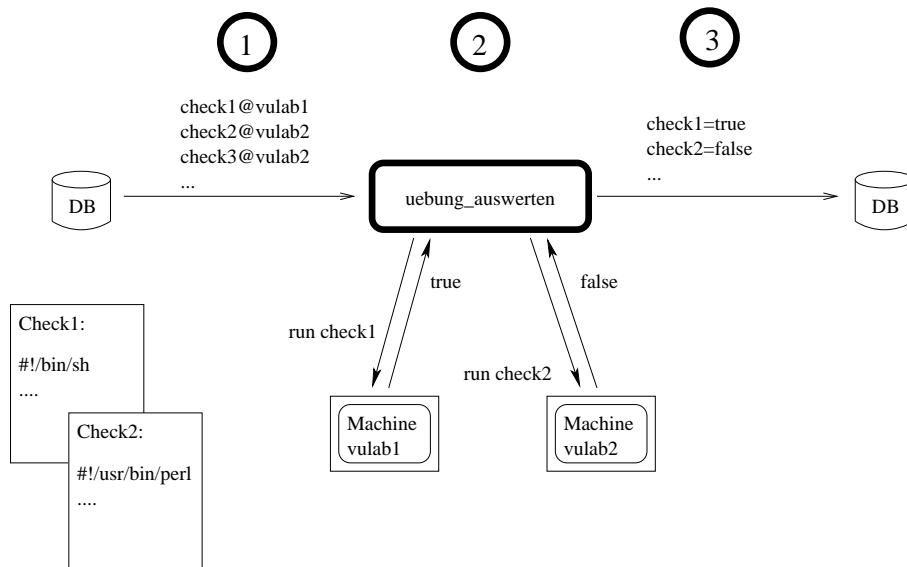 1
2
3
check1@vulab1
check2@vulab2
check3@vulab2
...
check1=true
check2=false
...
DB
uebung_auswerten
DB
true
false
run check1
run check2
Check1:
#!/bin/sh
....
Check2:
#!/usr/bin/perl
....
Machine
vulab1
Machine
vulab2